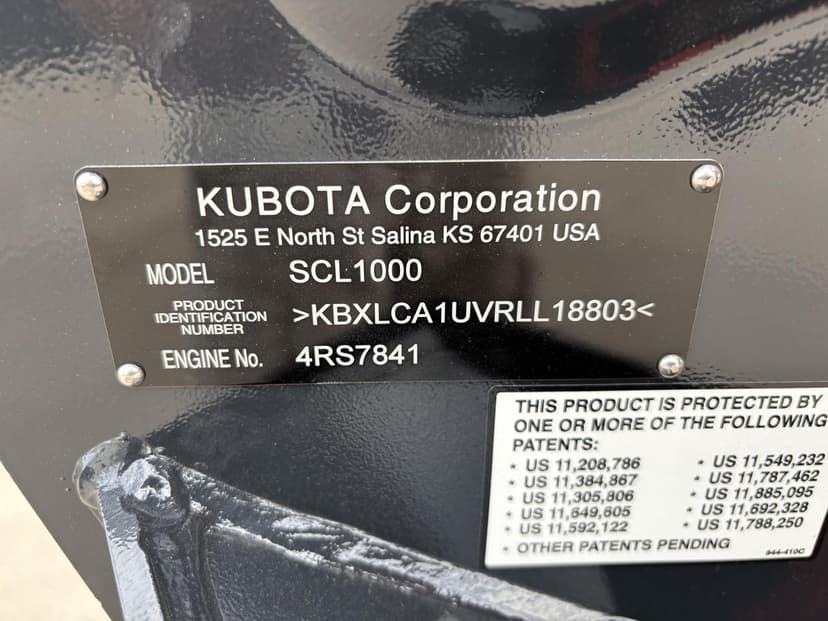 KUBOTA Corporation
1525 E North St Salina KS 67401 USA
MODEL SCL1000
PRODUCT IDENTIFICATION NUMBER >KBXLCA1UVRLL18803<
ENGINE No. 4RS7841
THIS PRODUCT IS PROTECTED BY
ONE OR MORE OF THE FOLLOWING
PATENTS:
• US 11,208,786 • US 11,549,232
• US 11,384,867 • US 11,787,462
• US 11,305,806 • US 11,885,095
• US 11,649,605 • US 11,692,328
• US 11,592,122 • US 11,788,250
• OTHER PATENTS PENDING 944-410C